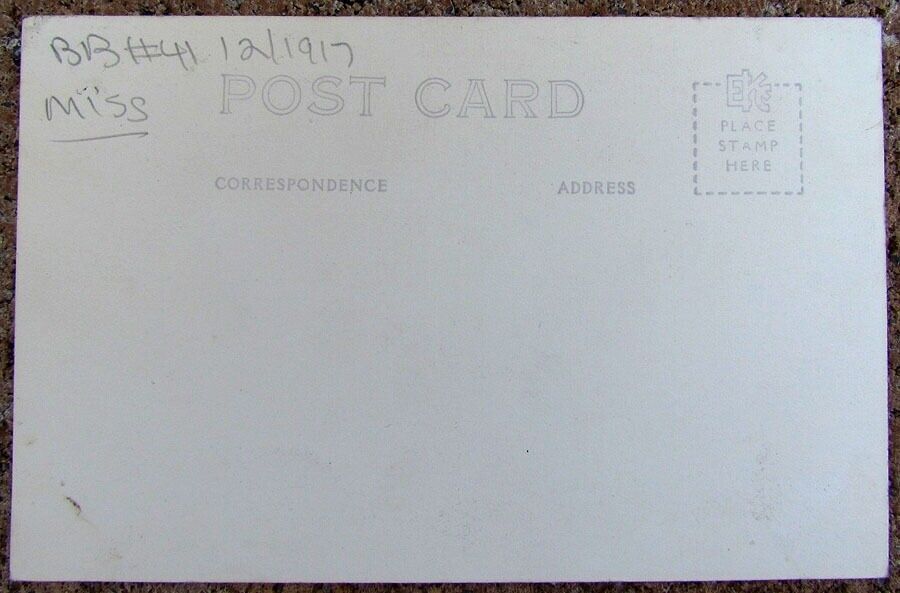 BB#41 12/1917
Miss
POST CARD
EKC
PLACE
STAMP
HERE
CORRESPONDENCE
ADDRESS